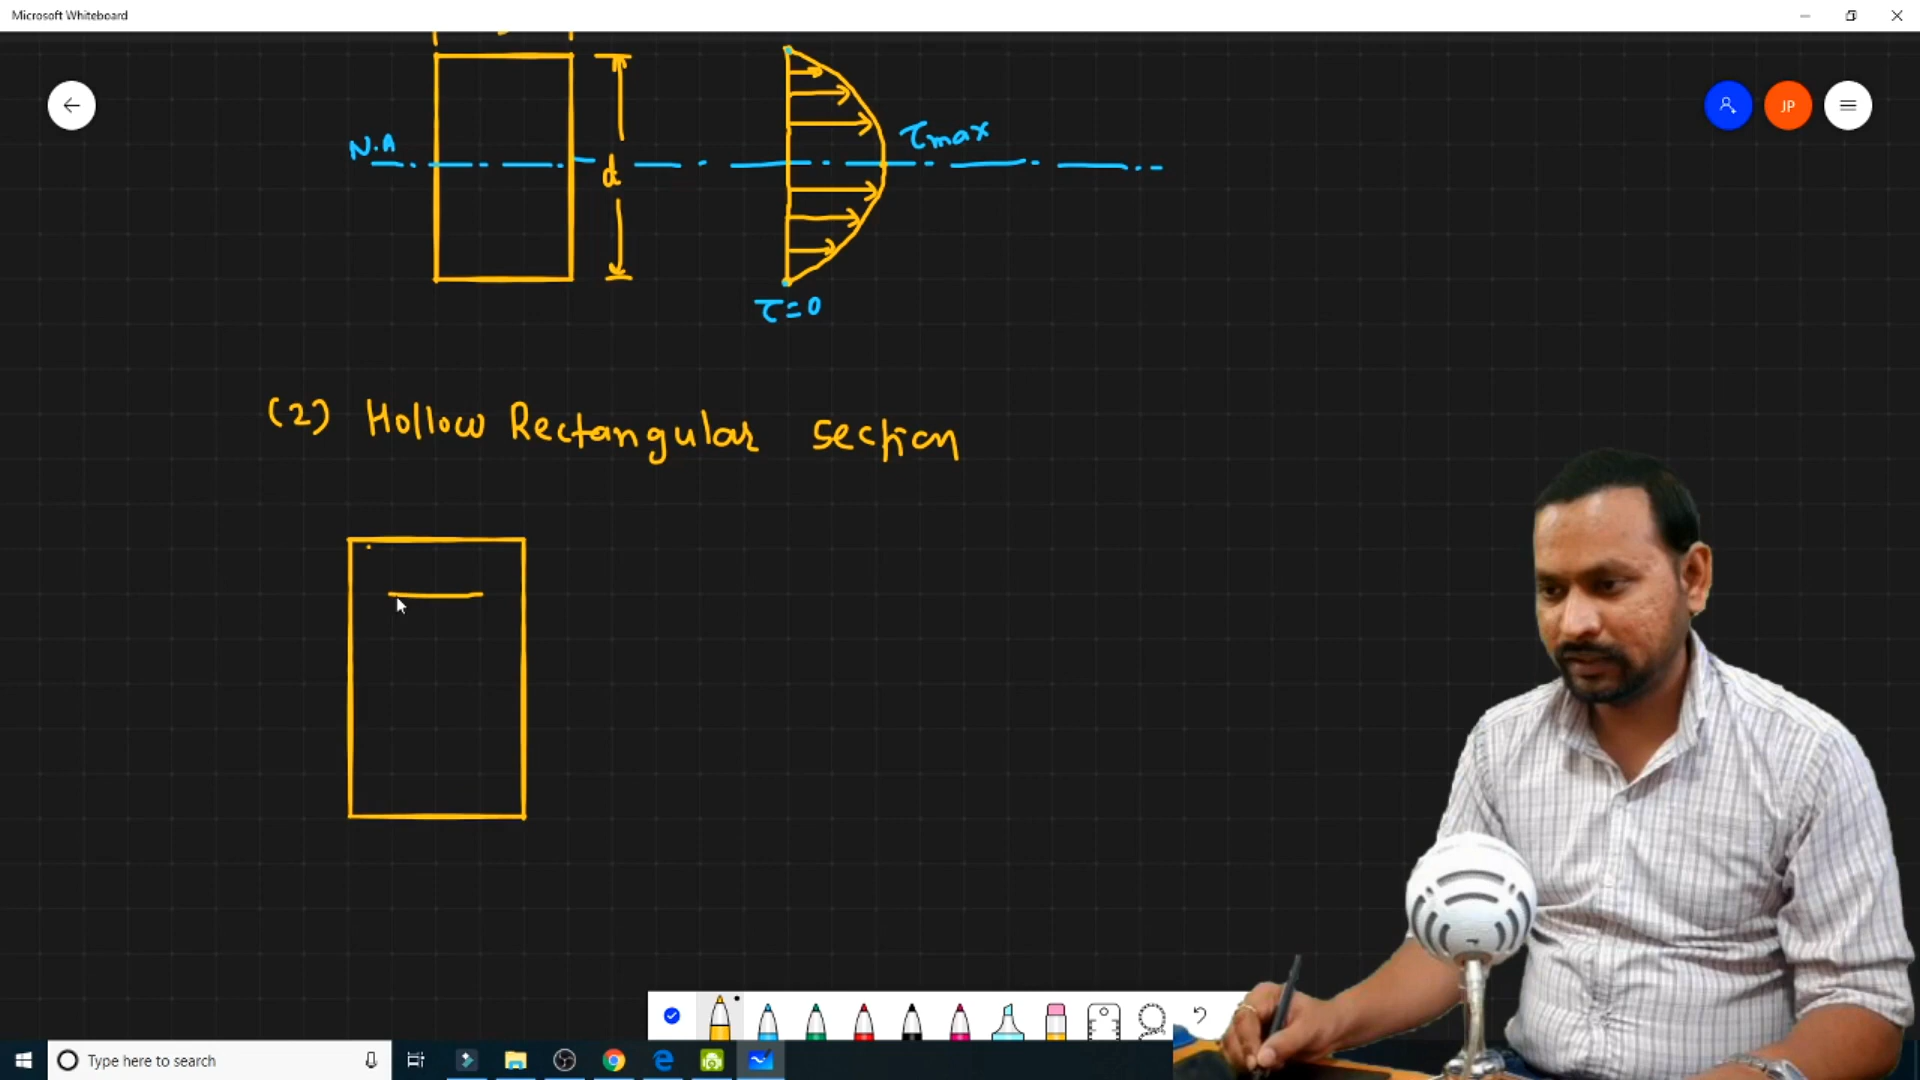 Microsoft Whiteboard
JP
N.A
τmax
d
τ=0
(2) Hollow Rectangular Section
Type here to search